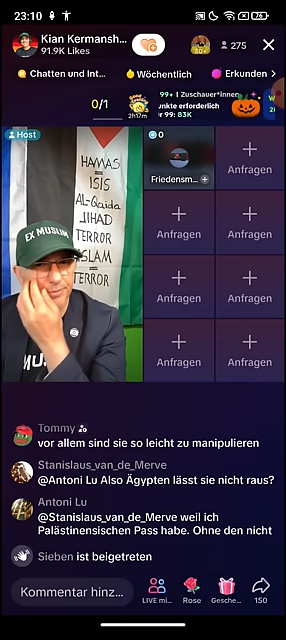 23:10
76
Kian Kermansh...
91.9K Likes
30+
275
Chatten und Int...
Wöchentlich
Erkunden
0/1
2h17m
99+ | Zuschauer*innen
unkte erforderlich
99: 83K
Host
HAMAS
=
ISIS
AL-Qaida
JIHAD
TERROR
ISLAM
=
TERROR
EX MUSLIM
MU
0
Friedensm...
Anfragen
Anfragen
Anfragen
Anfragen
Anfragen
Anfragen
Anfragen
Tommy
vor allem sind sie so leicht zu manipulieren
Stanislaus_van_de_Merve
@Antoni Lu Also Ägypten lässt sie nicht raus?
Antoni Lu
@Stanislaus_van_de_Merve weil ich
Palästinensischen Pass habe. Ohne den nicht
Sieben ist beigetreten
Kommentar hinz...
LIVE mi...
Rose
Gesche...
150